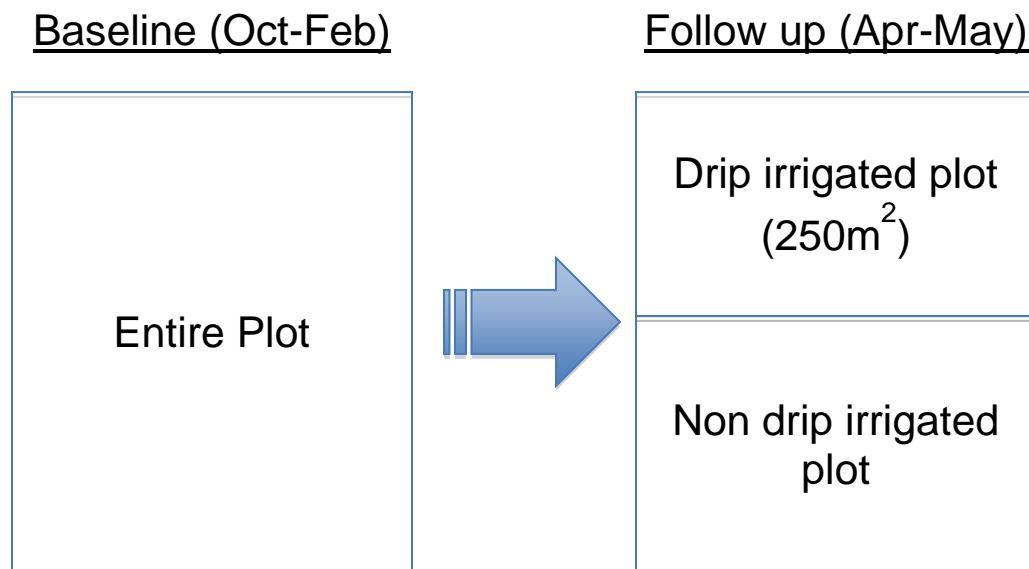 Baseline (Oct-Feb)
Follow up (Apr-May)
Entire Plot
Drip irrigated plot
(250m²)
Non drip irrigated
plot